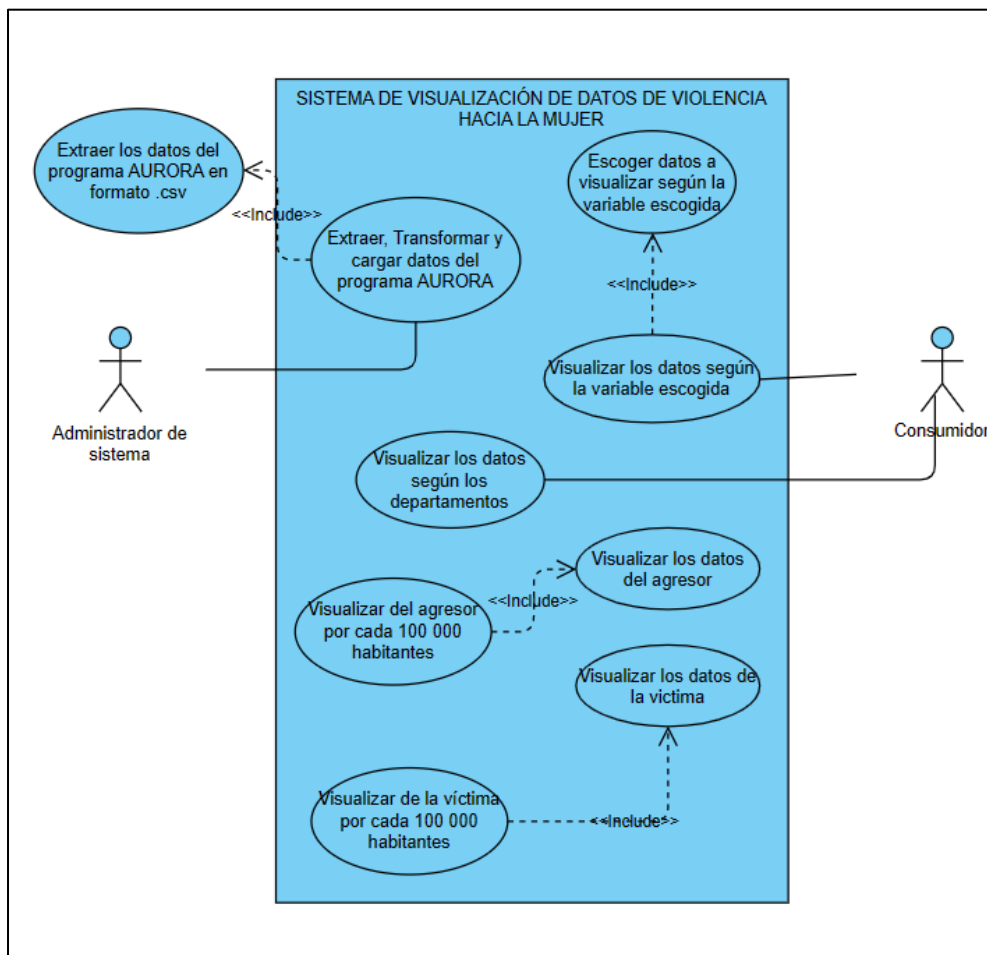 SISTEMA DE VISUALIZACIÓN DE DATOS DE VIOLENCIA
HACIA LA MUJER
Extraer los datos del
programa AURORA en
formato .csv
<<Include>>
Extraer, Transformar y
cargar datos del
programa AURORA
Escoger datos a
visualizar según la
variable escogida
<<Include>>
Visualizar los datos según
la variable escogida
Administrador de
sistema
Consumidor
Visualizar los datos
según los
departamentos
Visualizar los datos
del agresor
<<Include>>
Visualizar del agresor
por cada 100 000
habitantes
Visualizar los datos de
la victima
Visualizar de la víctima
por cada 100 000
habitantes
<<Include>>